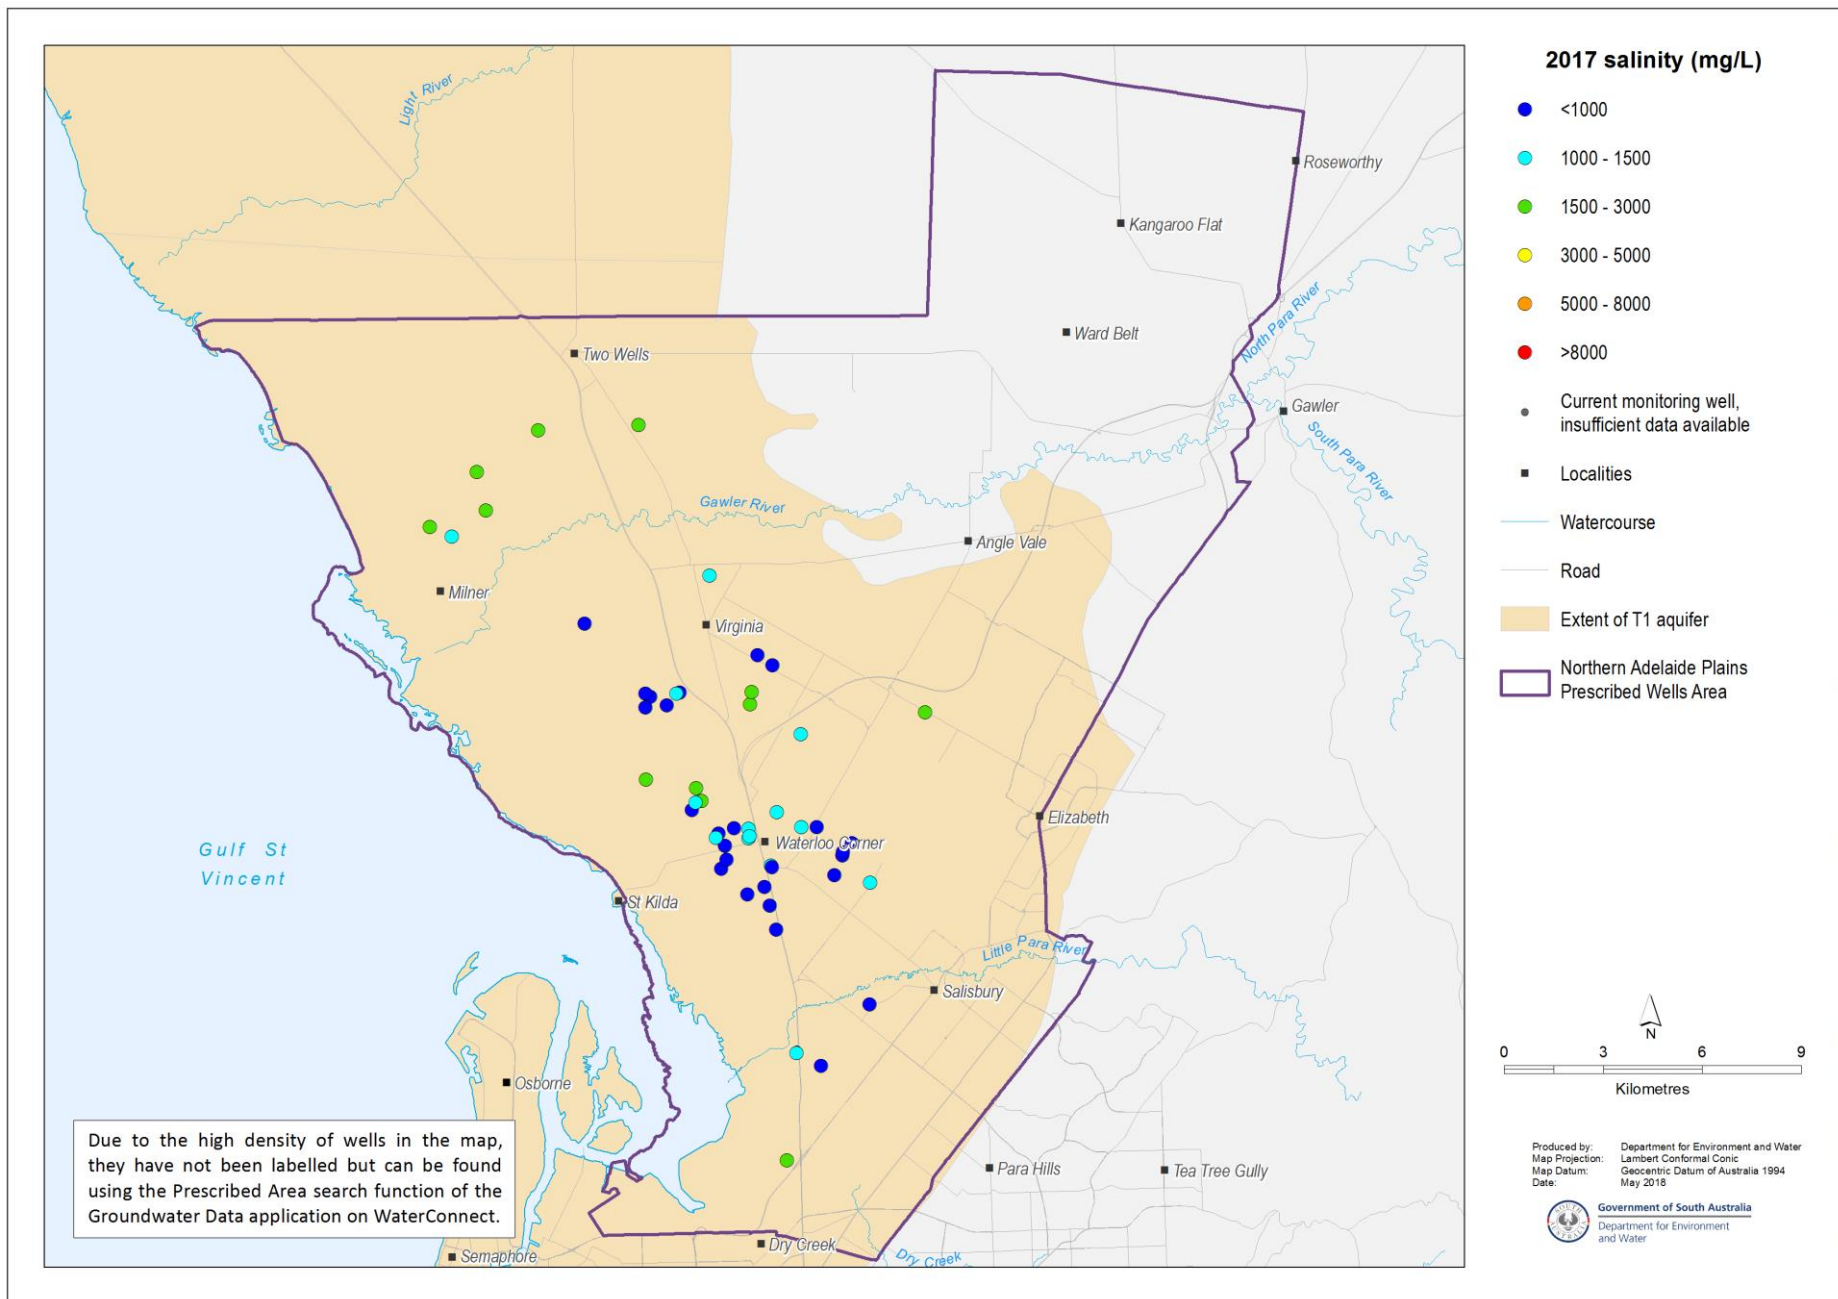 2017 salinity (mg/L)
<1000
1000 - 1500
1500 - 3000
3000 - 5000
5000 - 8000
>8000
Current monitoring well,
insufficient data available
Localities
Watercourse
Road
Extent of T1 aquifer
Northern Adelaide Plains
Prescribed Wells Area
Light River
Roseworthy
Kangaroo Flat
Ward Belt
North Para River
Two Wells
Gawler
South Para River
Gawler River
Angle Vale
Milner
Virginia
Elizabeth
Waterloo Corner
Gulf St
Vincent
St Kilda
Little Para River
Salisbury
Osborne
Para Hills
Tea Tree Gully
Dry Creek
Dry Creek
Semaphore
Due to the high density of wells in the map,
they have not been labelled but can be found
using the Prescribed Area search function of the
Groundwater Data application on WaterConnect.
N
0 3 6 9
Kilometres
Produced by: Department for Environment and Water
Map Projection: Lambert Conformal Conic
Map Datum: Geocentric Datum of Australia 1994
Date: May 2018
Government of South Australia
Department for Environment
and Water